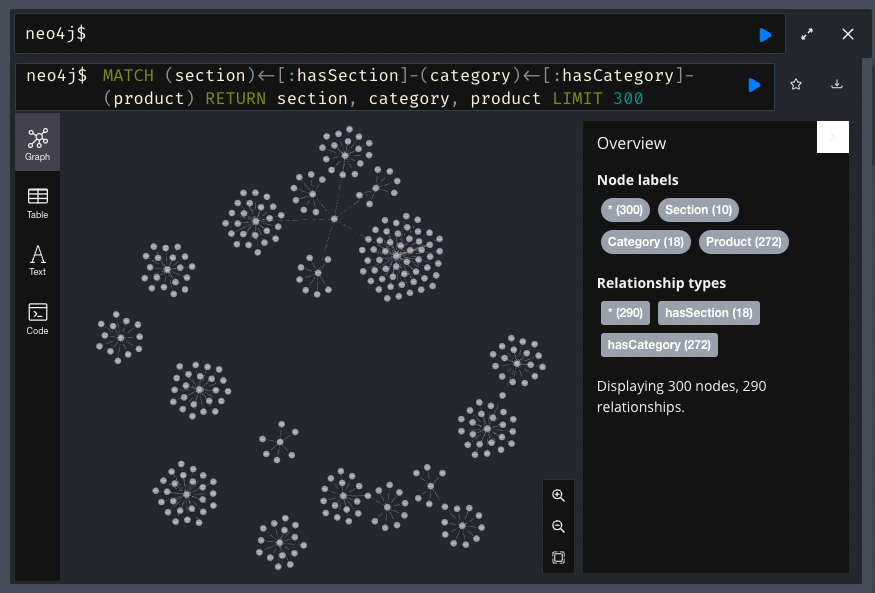 neo4j$
neo4j$ MATCH (section)<-[:hasSection]-(category)<-[:hasCategory]-
(product) RETURN section, category, product LIMIT 300
Graph
Table
Text
Code
Overview
Node labels
* (300) Section (10)
Category (18) Product (272)
Relationship types
* (290) hasSection (18)
hasCategory (272)
Displaying 300 nodes, 290
relationships.